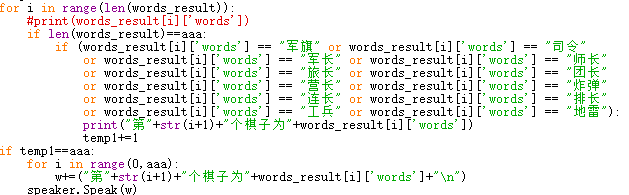 for i in range(len(words_result)):
    #print(words_result[i]['words'])
    if len(words_result)==aaa:
        if (words_result[i]['words'] == "军旗" or words_result[i]['words'] == "司令"
            or words_result[i]['words'] == "军长" or words_result[i]['words'] == "师长"
            or words_result[i]['words'] == "旅长" or words_result[i]['words'] == "团长"
            or words_result[i]['words'] == "营长" or words_result[i]['words'] == "炸弹"
            or words_result[i]['words'] == "连长" or words_result[i]['words'] == "排长"
            or words_result[i]['words'] == "工兵" or words_result[i]['words'] == "地雷"):
            print("第"+str(i+1)+"个棋子为"+words_result[i]['words'])
            temp1+=1
if temp1==aaa:
    for i in range(0,aaa):
        w+=("第"+str(i+1)+"个棋子为"+words_result[i]['words']+"\n")
    speaker.Speak(w)